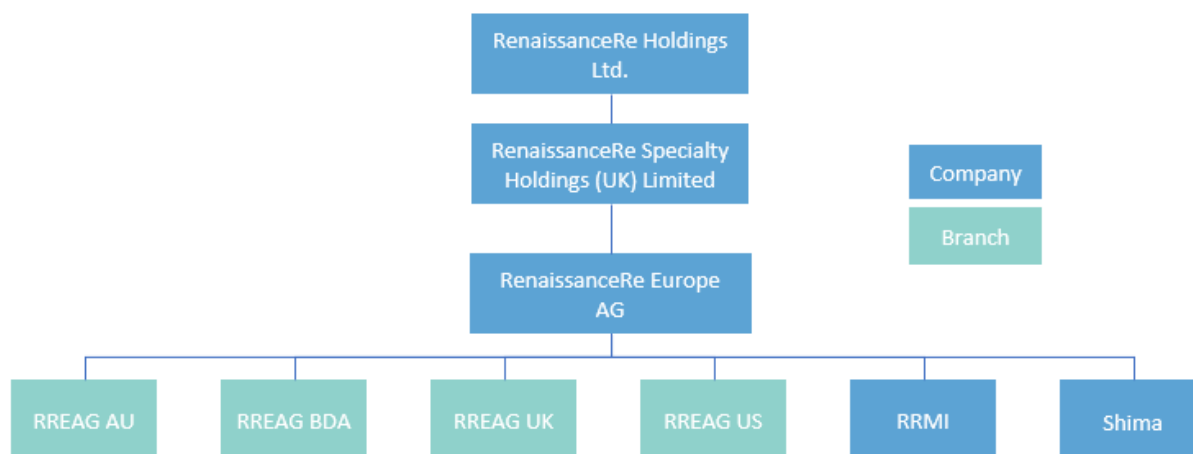 RenaissanceRe Holdings
Ltd.
RenaissanceRe Specialty
Holdings (UK) Limited
Company
Branch
RenaissanceRe Europe
AG
RREAG AU
RREAG BDA
RREAG UK
RREAG US
RRMI
Shima